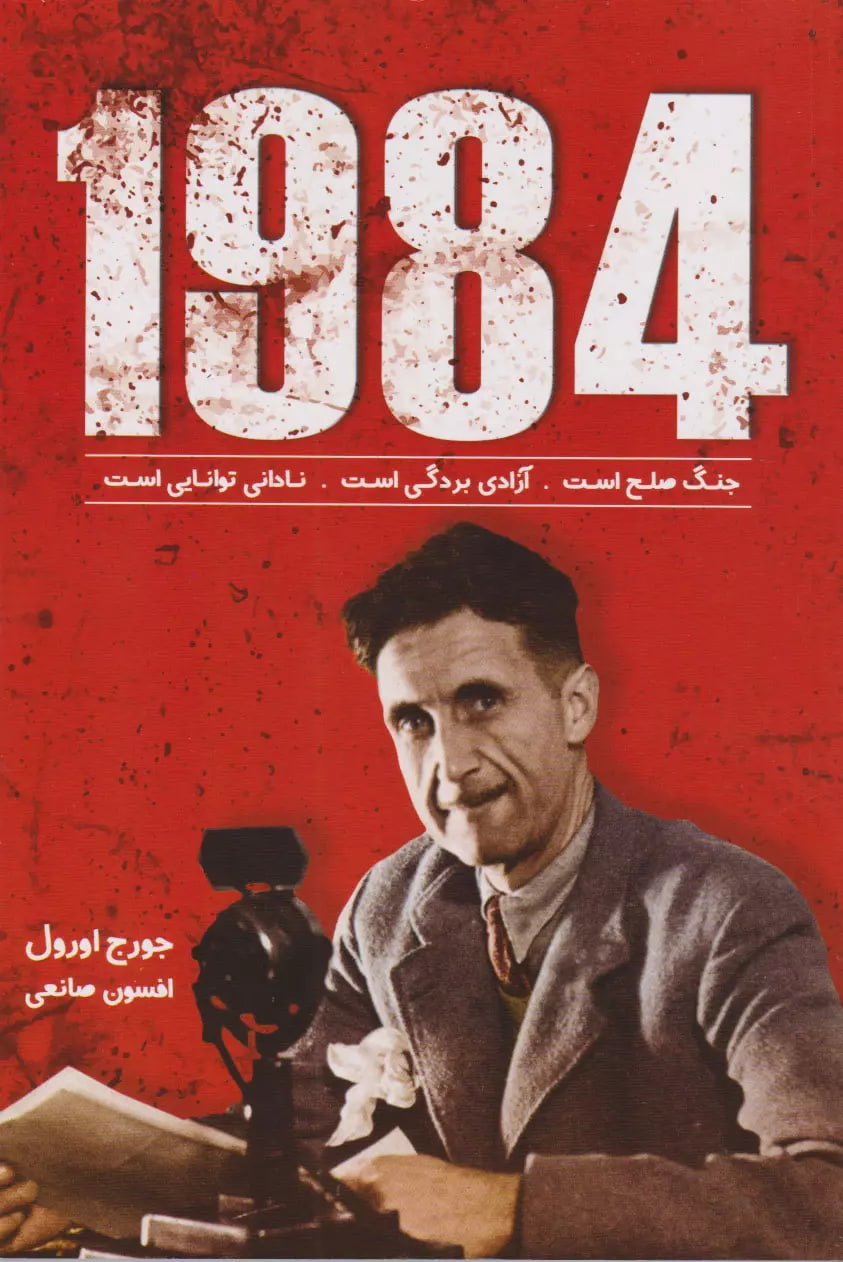 1984
جنگ صلح است . آزادی بردگی است . نادانی توانایی است
جورج اورول
افسون صانعی